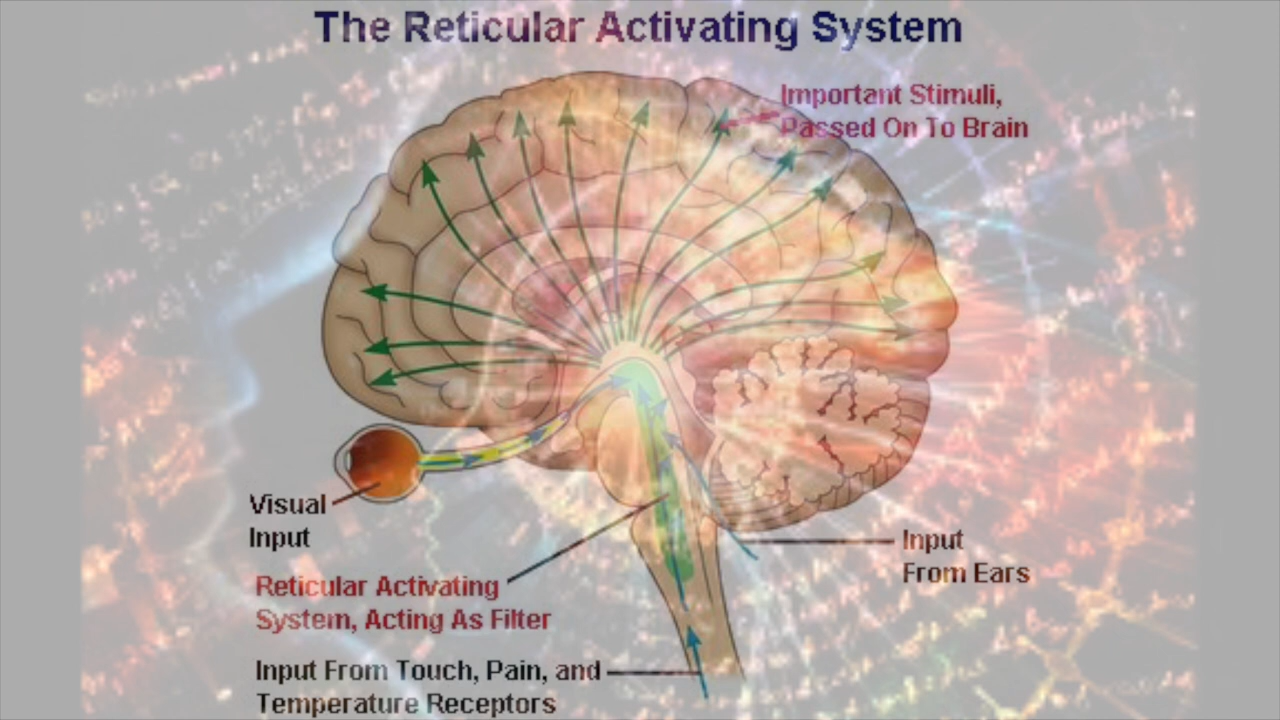 The Reticular Activating System
Important Stimuli,
Passed On To Brain
Visual
Input
Input
From Ears
Reticular Activating
System, Acting As Filter
Input From Touch, Pain, and
Temperature Receptors